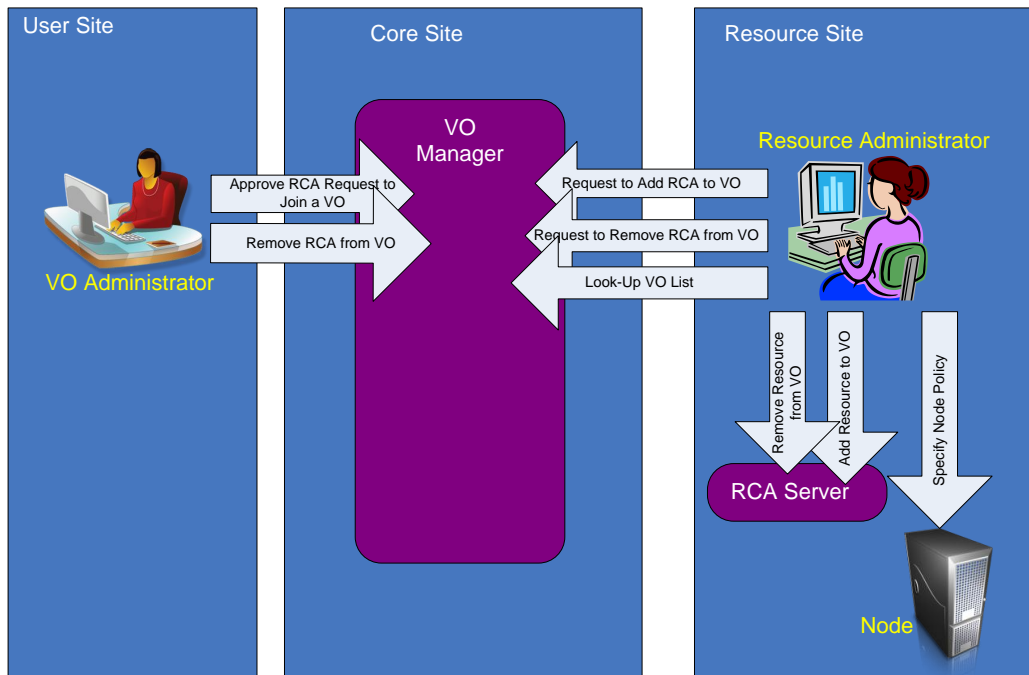 User Site
Core Site
Resource Site
VO
Manager
Resource Administrator
Approve RCA Request to
Join a VO
Request to Add RCA to VO
Remove RCA from VO
Request to Remove RCA from VO
VO Administrator
Look-Up VO List
Remove Resource
from VO
Add Resource to VO
Specify Node Policy
RCA Server
Node